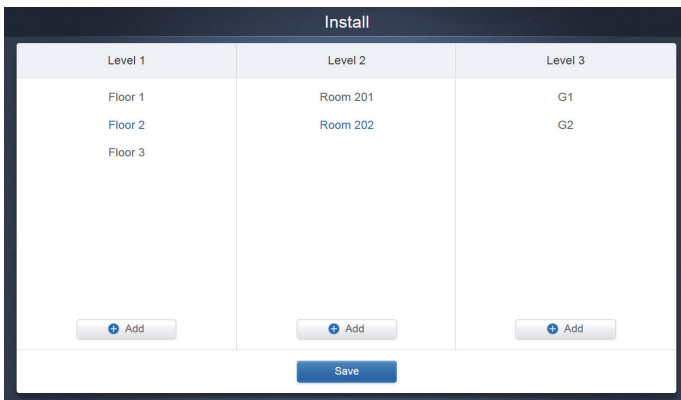 Install
Level 1 Level 2 Level 3
Floor 1 Room 201 G1
Floor 2 Room 202 G2
Floor 3
Add Add Add
Save